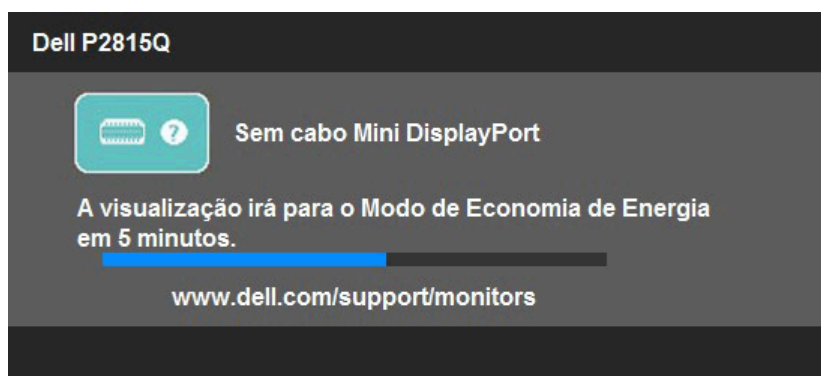 Dell P2815Q
Sem cabo Mini DisplayPort
A visualização irá para o Modo de Economia de Energia
em 5 minutos.
www.dell.com/support/monitors